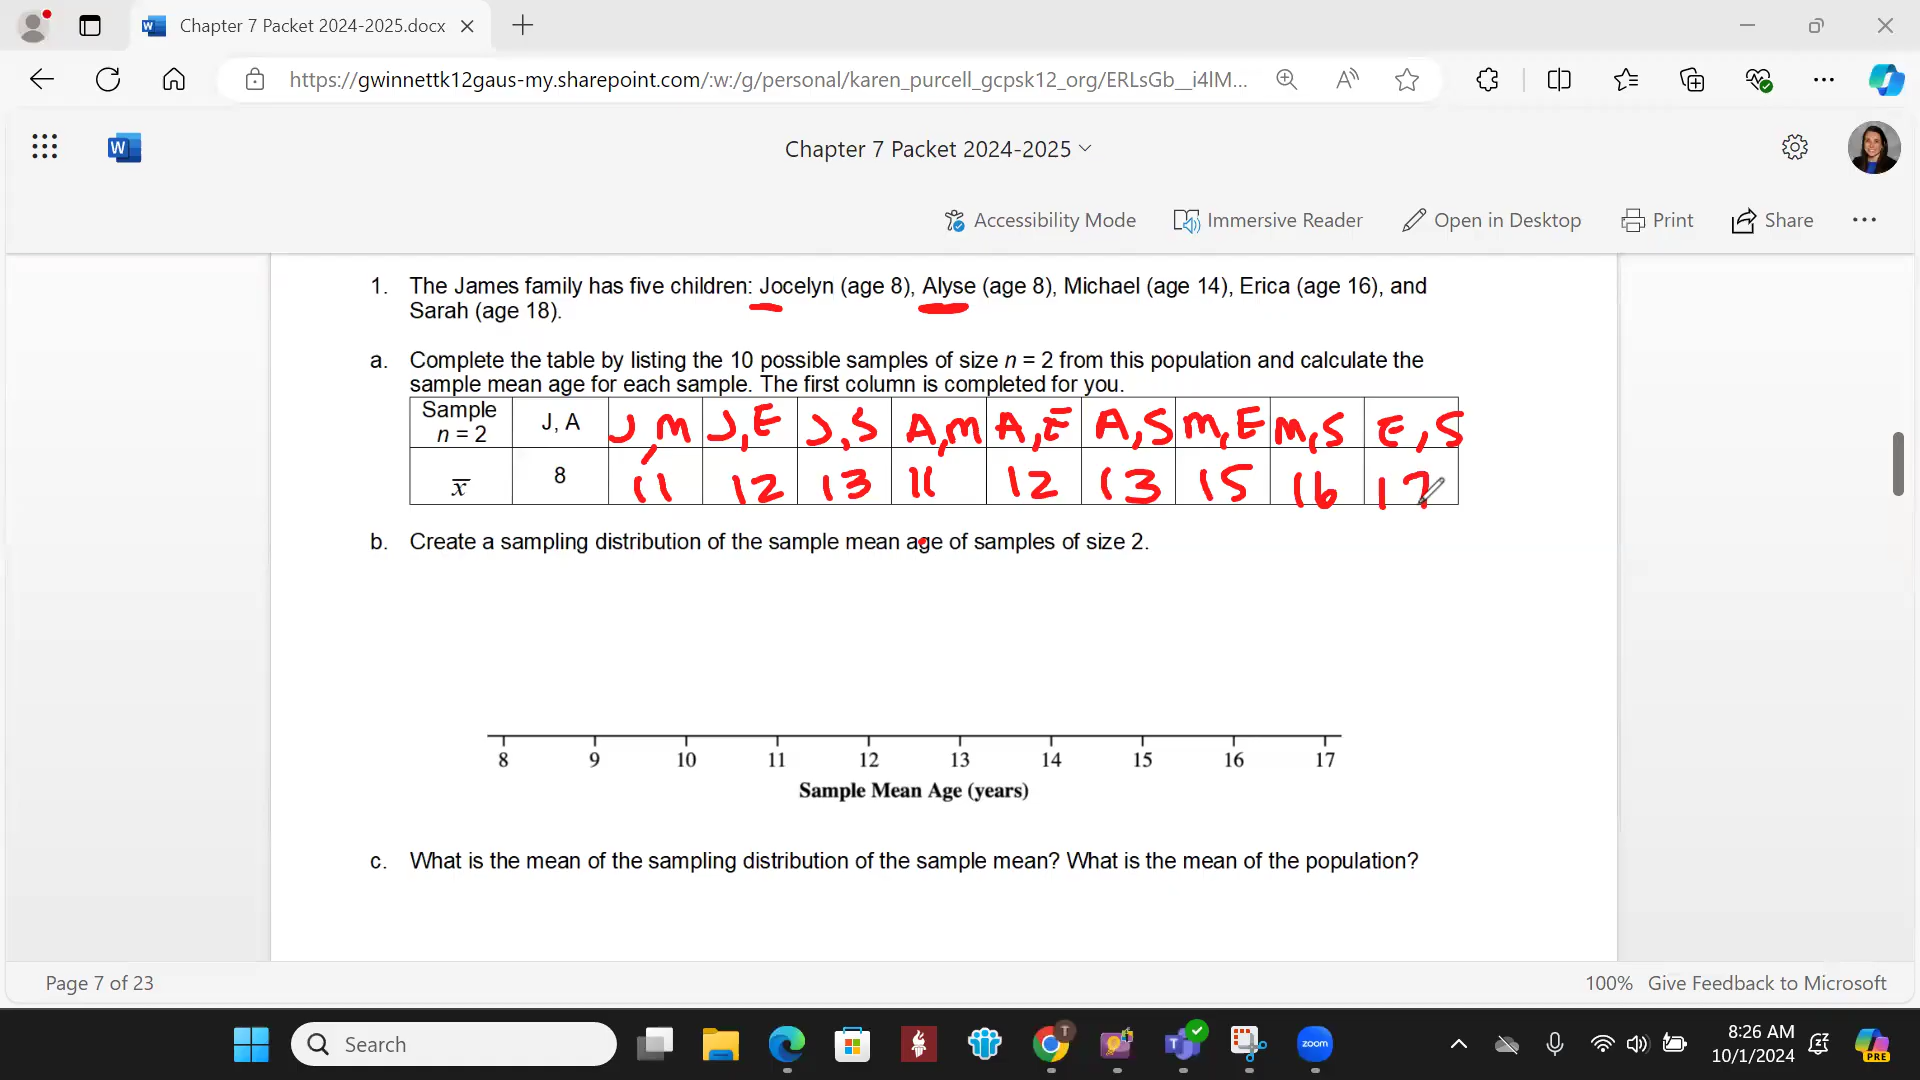 Chapter 7 Packet 2024-2025.docx
https://gwinnettk12gaus-my.sharepoint.com/:w:/g/personal/karen_purcell_gcpsk12_org/ERLsGb__i4lM...
W
Chapter 7 Packet 2024-2025
Accessibility Mode Immersive Reader Open in Desktop Print Share
1. The James family has five children: Jocelyn (age 8), Alyse (age 8), Michael (age 14), Erica (age 16), and
Sarah (age 18).
a. Complete the table by listing the 10 possible samples of size n = 2 from this population and calculate the
sample mean age for each sample. The first column is completed for you.
Sample n = 2 J, A J, M J, E J, S A, M A, E A, S M, E M, S E, S
x̅ 8 11 12 13 11 12 13 15 16 17
b. Create a sampling distribution of the sample mean age of samples of size 2.
8 9 10 11 12 13 14 15 16 17
Sample Mean Age (years)
c. What is the mean of the sampling distribution of the sample mean? What is the mean of the population?
Page 7 of 23 100% Give Feedback to Microsoft
Search T T zoom 8:26 AM
10/1/2024 PRE